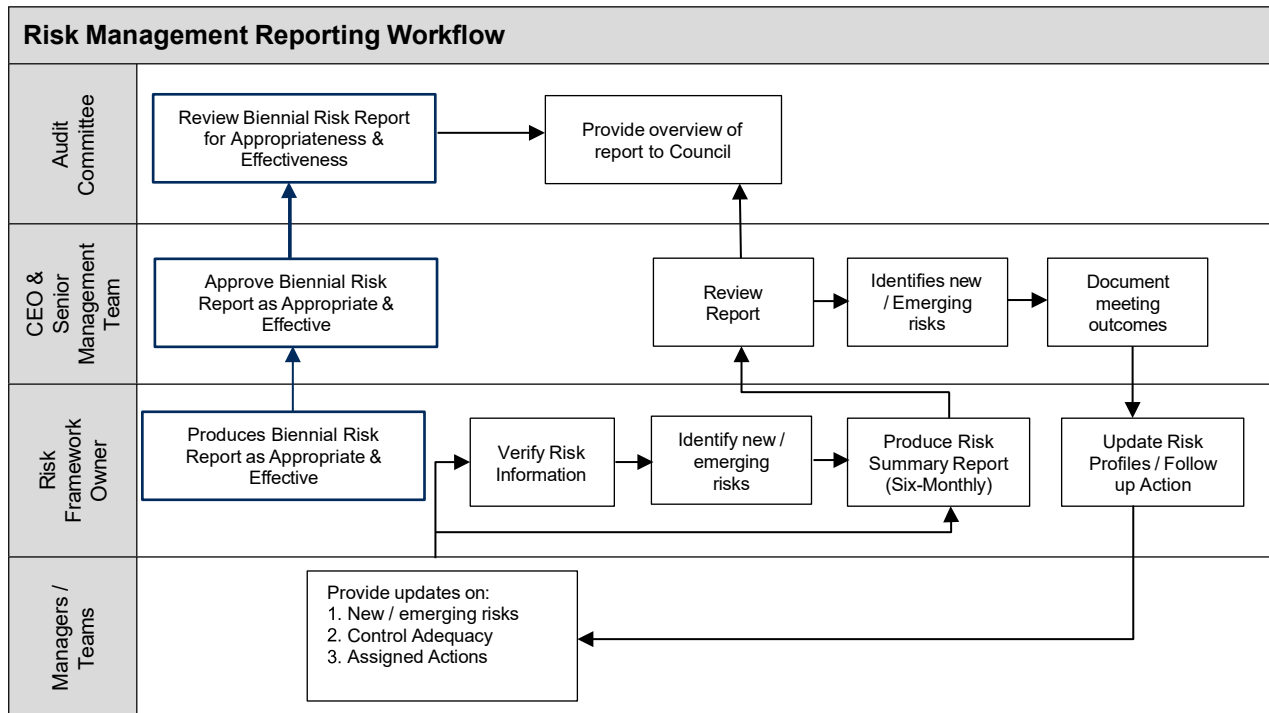 Risk Management Reporting Workflow
Audit
Committee
Review Biennial Risk Report
for Appropriateness &
Effectiveness
Provide overview of
report to Council
CEO &
Senior
Management
Team
Approve Biennial Risk
Report as Appropriate &
Effective
Review
Report
Identifies new
/ Emerging
risks
Document
meeting
outcomes
Risk
Framework
Owner
Produces Biennial Risk
Report as Appropriate &
Effective
Verify Risk
Information
Identify new /
emerging
risks
Produce Risk
Summary Report
(Six-Monthly)
Update Risk
Profiles / Follow
up Action
Managers /
Teams
Provide updates on:
1. New / emerging risks
2. Control Adequacy
3. Assigned Actions